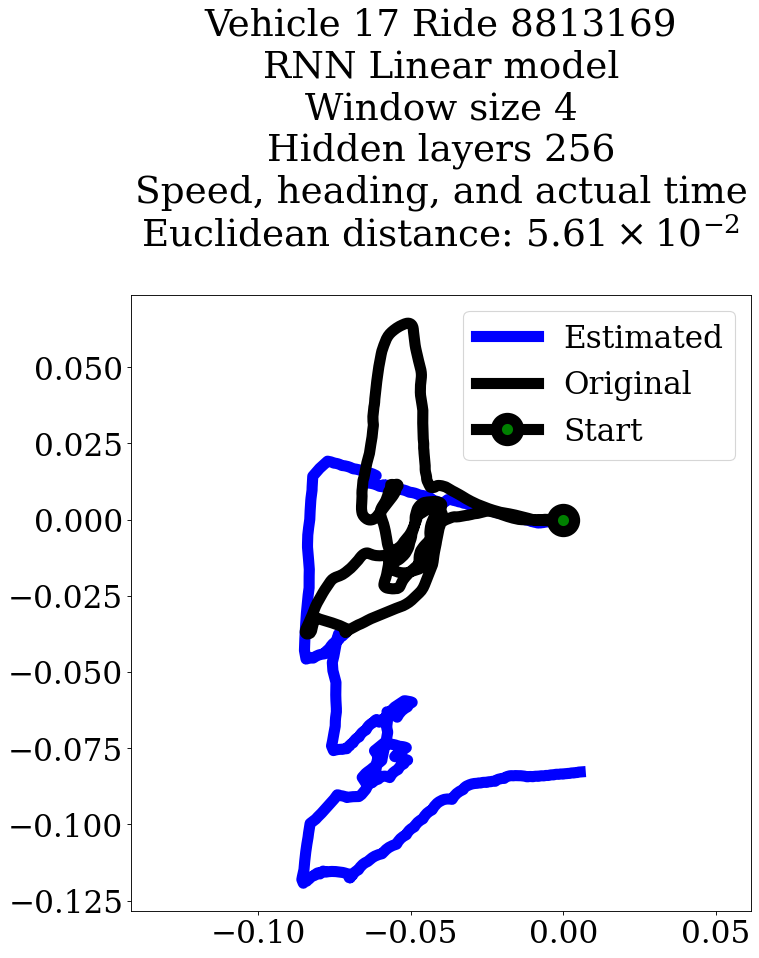 Vehicle 17 Ride 8813169
RNN Linear model
Window size 4
Hidden layers 256
Speed, heading, and actual time
Euclidean distance: 5.61 × 10⁻²
Estimated
Original
Start
0.050
0.025
0.000
−0.025
−0.050
−0.075
−0.100
−0.125
−0.10
−0.05
0.00
0.05